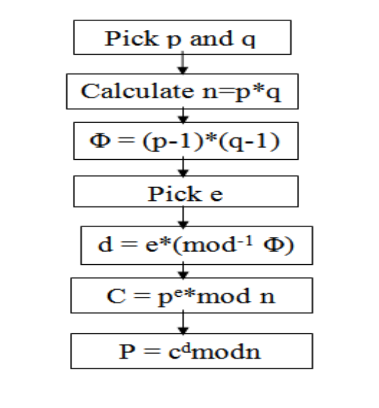 Pick p and q
Calculate n=p*q
Φ = (p-1)*(q-1)
Pick e
d = e*(mod⁻¹ Φ)
C = pᵉ*mod n
P = cᵈmodn